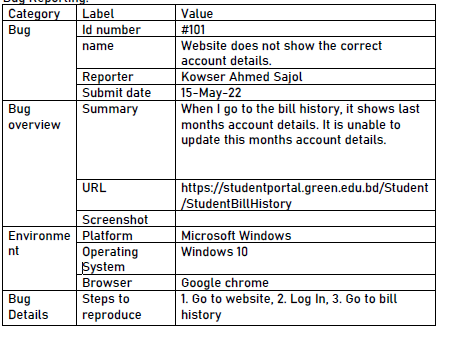 Bug Reporting:
Category Label Value
Bug Id number #101
name Website does not show the correct
account details.
Reporter Kowser Ahmed Sajol
Submit date 15-May-22
Bug Summary When I go to the bill history, it shows last
overview months account details. It is unable to
update this months account details.
URL https://studentportal.green.edu.bd/Student
/StudentBillHistory
Screenshot
Environme Platform Microsoft Windows
nt Operating Windows 10
System
Browser Google chrome
Bug Steps to 1. Go to website, 2. Log In, 3. Go to bill
Details reproduce history